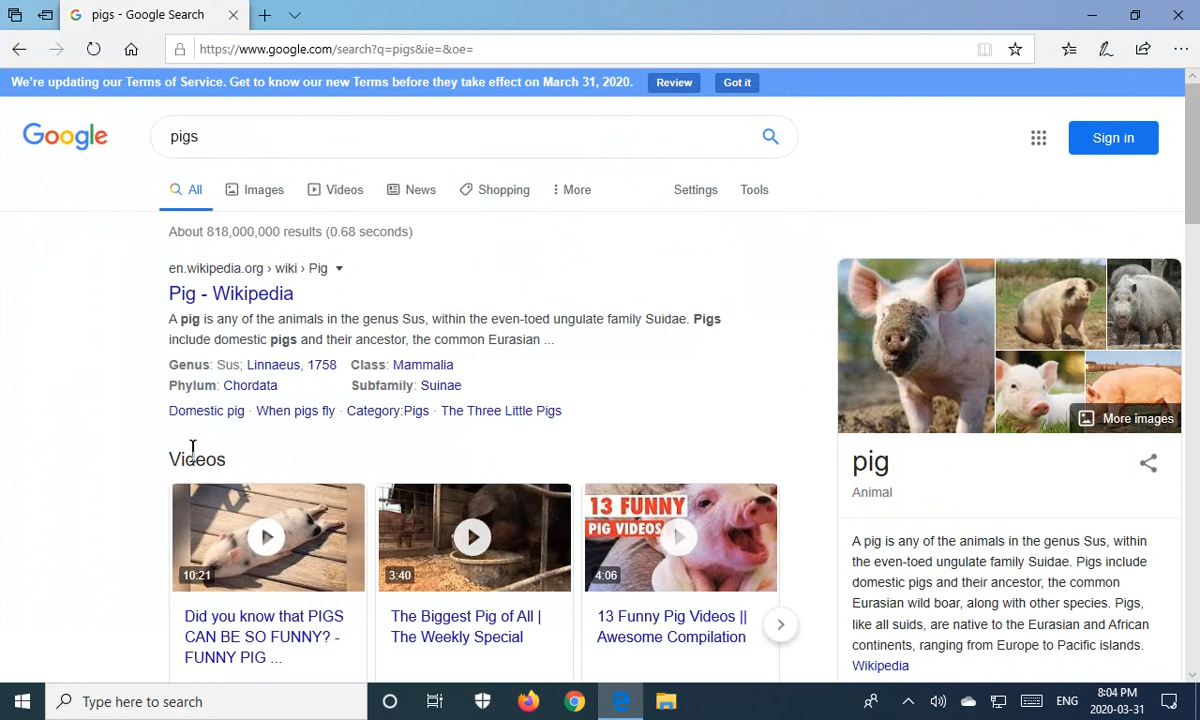 pigs - Google Search
https://www.google.com/search?q=pigs&ie=&oe=
We're updating our Terms of Service. Get to know our new Terms before they take effect on March 31, 2020. Review Got it
Google
pigs
Sign in
All Images Videos News Shopping More Settings Tools
About 818,000,000 results (0.68 seconds)
en.wikipedia.org › wiki › Pig
Pig - Wikipedia
A pig is any of the animals in the genus Sus, within the even-toed ungulate family Suidae. Pigs
include domestic pigs and their ancestor, the common Eurasian ...
Genus: Sus; Linnaeus, 1758 Class: Mammalia
Phylum: Chordata Subfamily: Suinae
Domestic pig · When pigs fly · Category:Pigs · The Three Little Pigs
Videos
10:21
Did you know that PIGS
CAN BE SO FUNNY? -
FUNNY PIG ...
3:40
The Biggest Pig of All |
The Weekly Special
13 FUNNY
PIG VIDEOS
4:06
13 Funny Pig Videos ||
Awesome Compilation
More images
pig
Animal
A pig is any of the animals in the genus Sus, within
the even-toed ungulate family Suidae. Pigs include
domestic pigs and their ancestor, the common
Eurasian wild boar, along with other species. Pigs,
like all suids, are native to the Eurasian and African
continents, ranging from Europe to Pacific islands.
Wikipedia
Type here to search
ENG
8:04 PM
2020-03-31